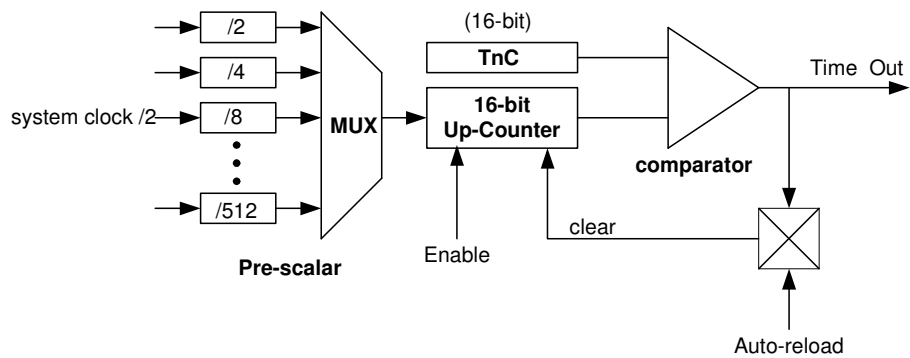 /2
/4
system clock /2
/8
/512
MUX
Pre-scalar
(16-bit)
TnC
16-bit
Up-Counter
Enable
clear
comparator
Time Out
Auto-reload